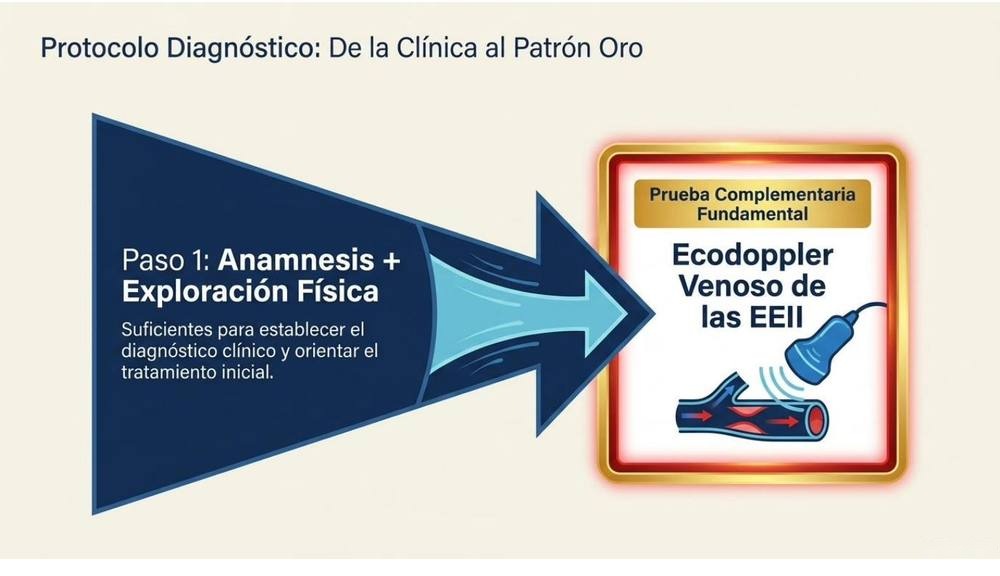 Protocolo Diagnóstico: De la Clínica al Patrón Oro
Paso 1: Anamnesis +
Exploración Física
Suficientes para establecer el
diagnóstico clínico y orientar el
tratamiento inicial.
Prueba Complementaria
Fundamental
Ecodoppler
Venoso de
las EEII